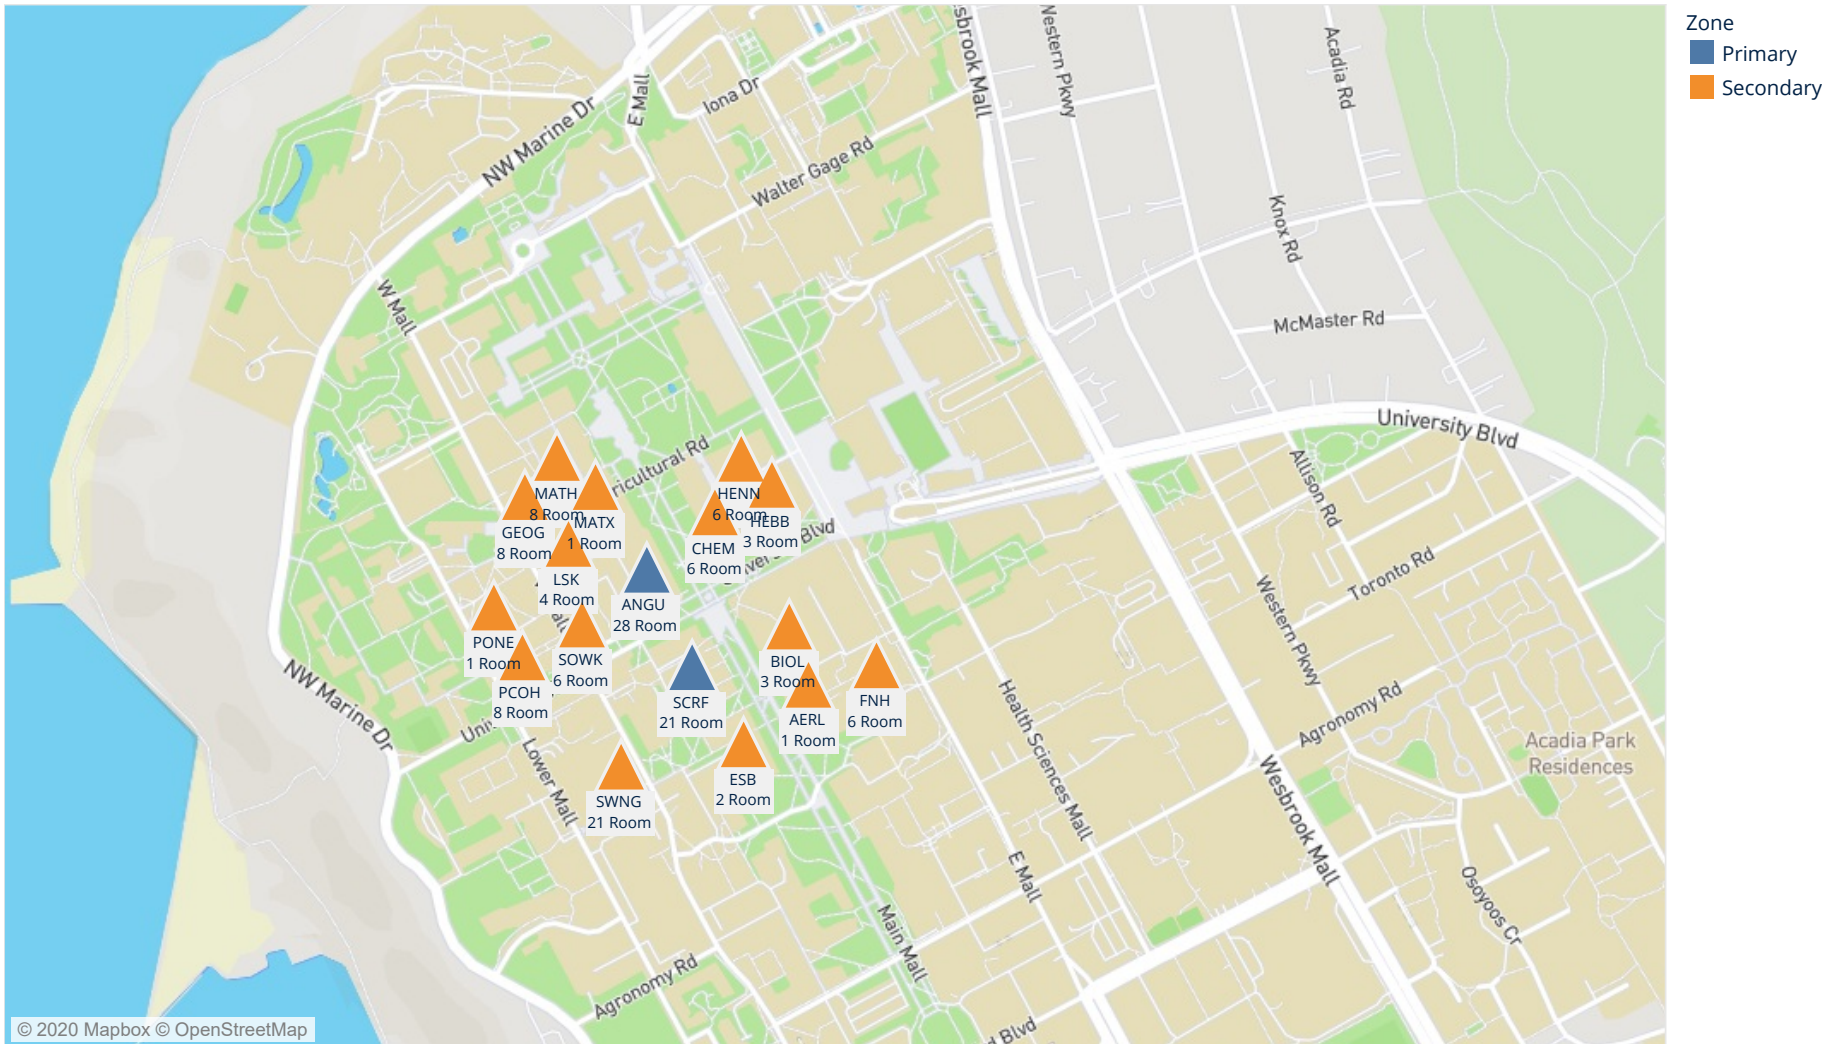 Zone
Primary
Secondary
NW Marine Dr
E Mall
Iona Dr
Walter Gage Rd
sbrook Mall
Western Pkwy
Acadia Rd
Knox Rd
McMaster Rd
W Mall
University Blvd
Allison Rd
Toronto Rd
Western Pkwy
Agronomy Rd
Acadia Park
Residences
ricultural Rd
MATH
8 Room
MATX
1 Room
GEOG
8 Room
LSK
4 Room
HENN
6 Room
HEBB
3 Room
CHEM
6 Room
ANGU
28 Room
PONE
1 Room
PCOH
8 Room
SOWK
6 Room
SCRF
21 Room
BIOL
3 Room
AERL
1 Room
FNH
6 Room
ESB
2 Room
SWNG
21 Room
NW Marine Dr
Lower Mall
Health Sciences Mall
E Mall
Wesbrook Mall
Osoyoos Cr
Main Mall
Agronomy Rd
d Blvd
© 2020 Mapbox © OpenStreetMap